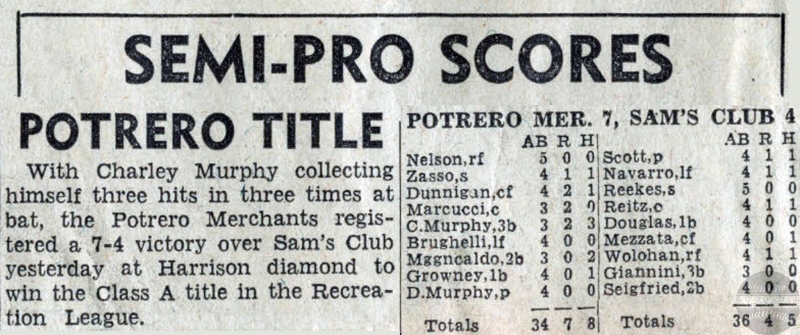 SEMI-PRO SCORES
POTRERO TITLE
With Charley Murphy collecting
himself three hits in three times at
bat, the Potrero Merchants regis-
tered a 7-4 victory over Sam's Club
yesterday at Harrison diamond to
win the Class A title in the Recrea-
tion League.
POTRERO MER. 7, SAM'S CLUB 4
AB R H
Nelson,rf 5 0 0
Zasso,s 4 1 1
Dunnigan,cf 4 2 1
Marcucci,c 3 2 0
C.Murphy,3b 3 2 3
Brughelli,lf 4 0 0
Mggncaldo,2b 3 0 2
Growney,1b 4 0 1
D.Murphy,p 4 0 0
Totals 34 7 8
AB R H
Scott,p 4 1 1
Navarro,lf 4 1 1
Reekes,s 5 0 0
Reitz,c 4 1 1
Douglas,1b 4 0 0
Mezzata,cf 4 0 1
Wolohan,rf 4 1 1
Giannini,3b 3 0 0
Seigfried,2b 4 0 0
Totals 36 4 5